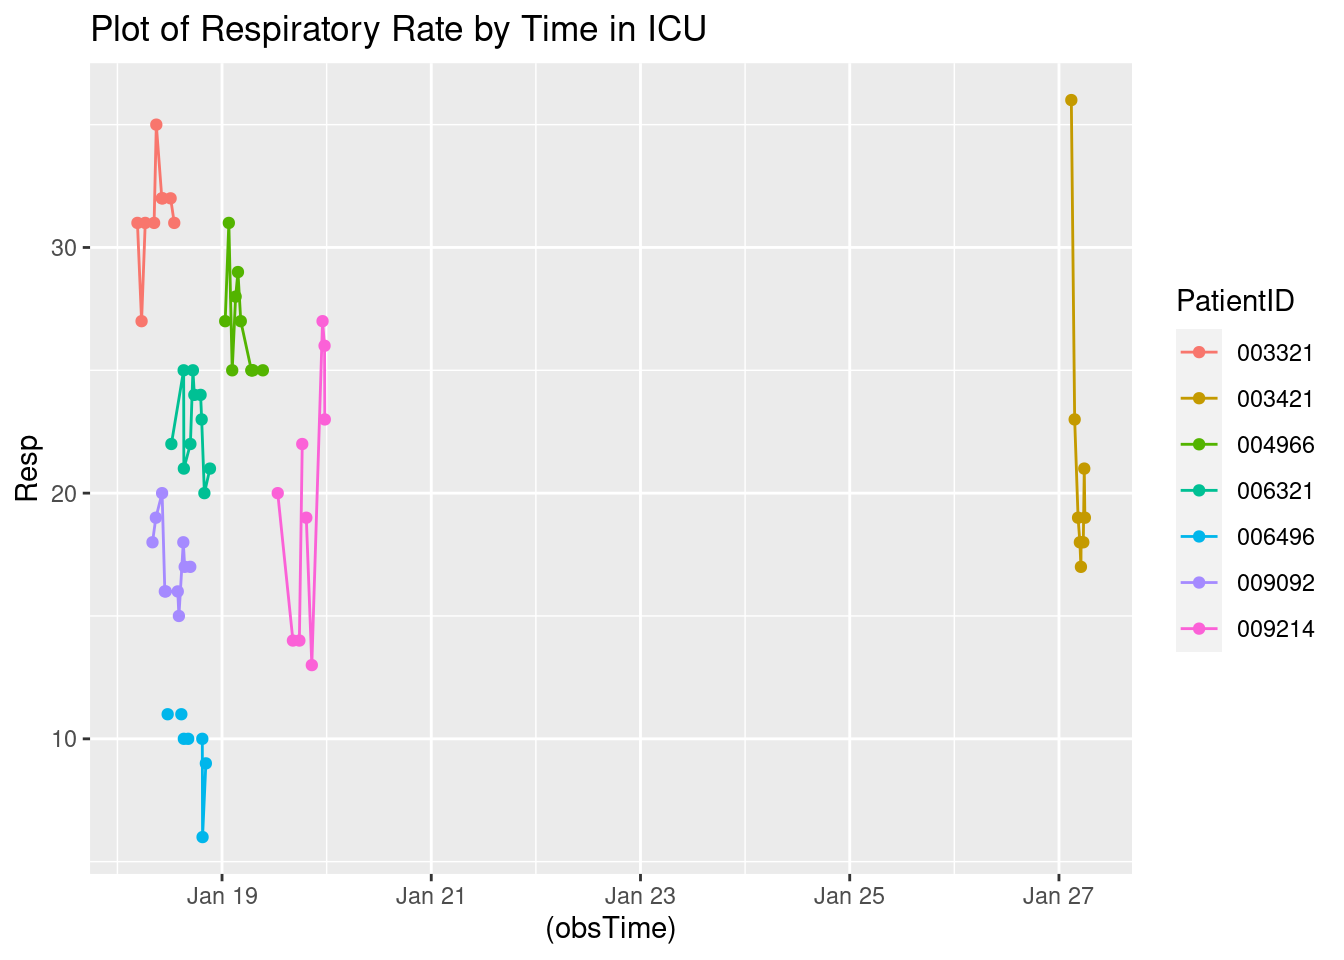 Plot of Respiratory Rate by Time in ICU
Resp
30
20
10
Jan 19
Jan 21
Jan 23
Jan 25
Jan 27
(obsTime)
PatientID
003321
003421
004966
006321
006496
009092
009214